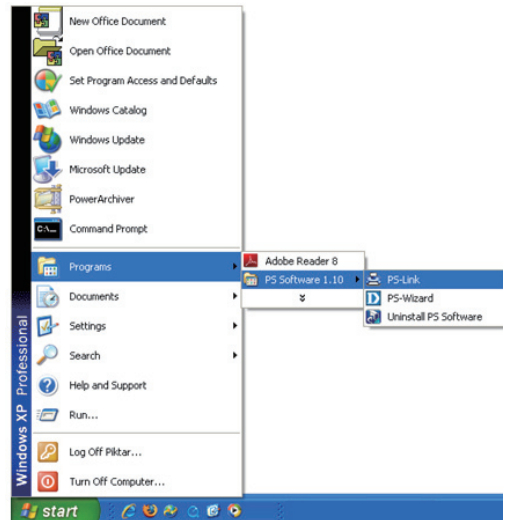 New Office Document
Open Office Document
Set Program Access and Defaults
Windows Catalog
Windows Update
Microsoft Update
PowerArchiver
C:\_
Command Prompt
Programs
Documents
Settings
Search
Help and Support
Run...
Log Off Piktar...
Turn Off Computer...
Windows XP Professional
Adobe Reader 8
PS Software 1.10
PS-Link
PS-Wizard
Uninstall PS Software
start